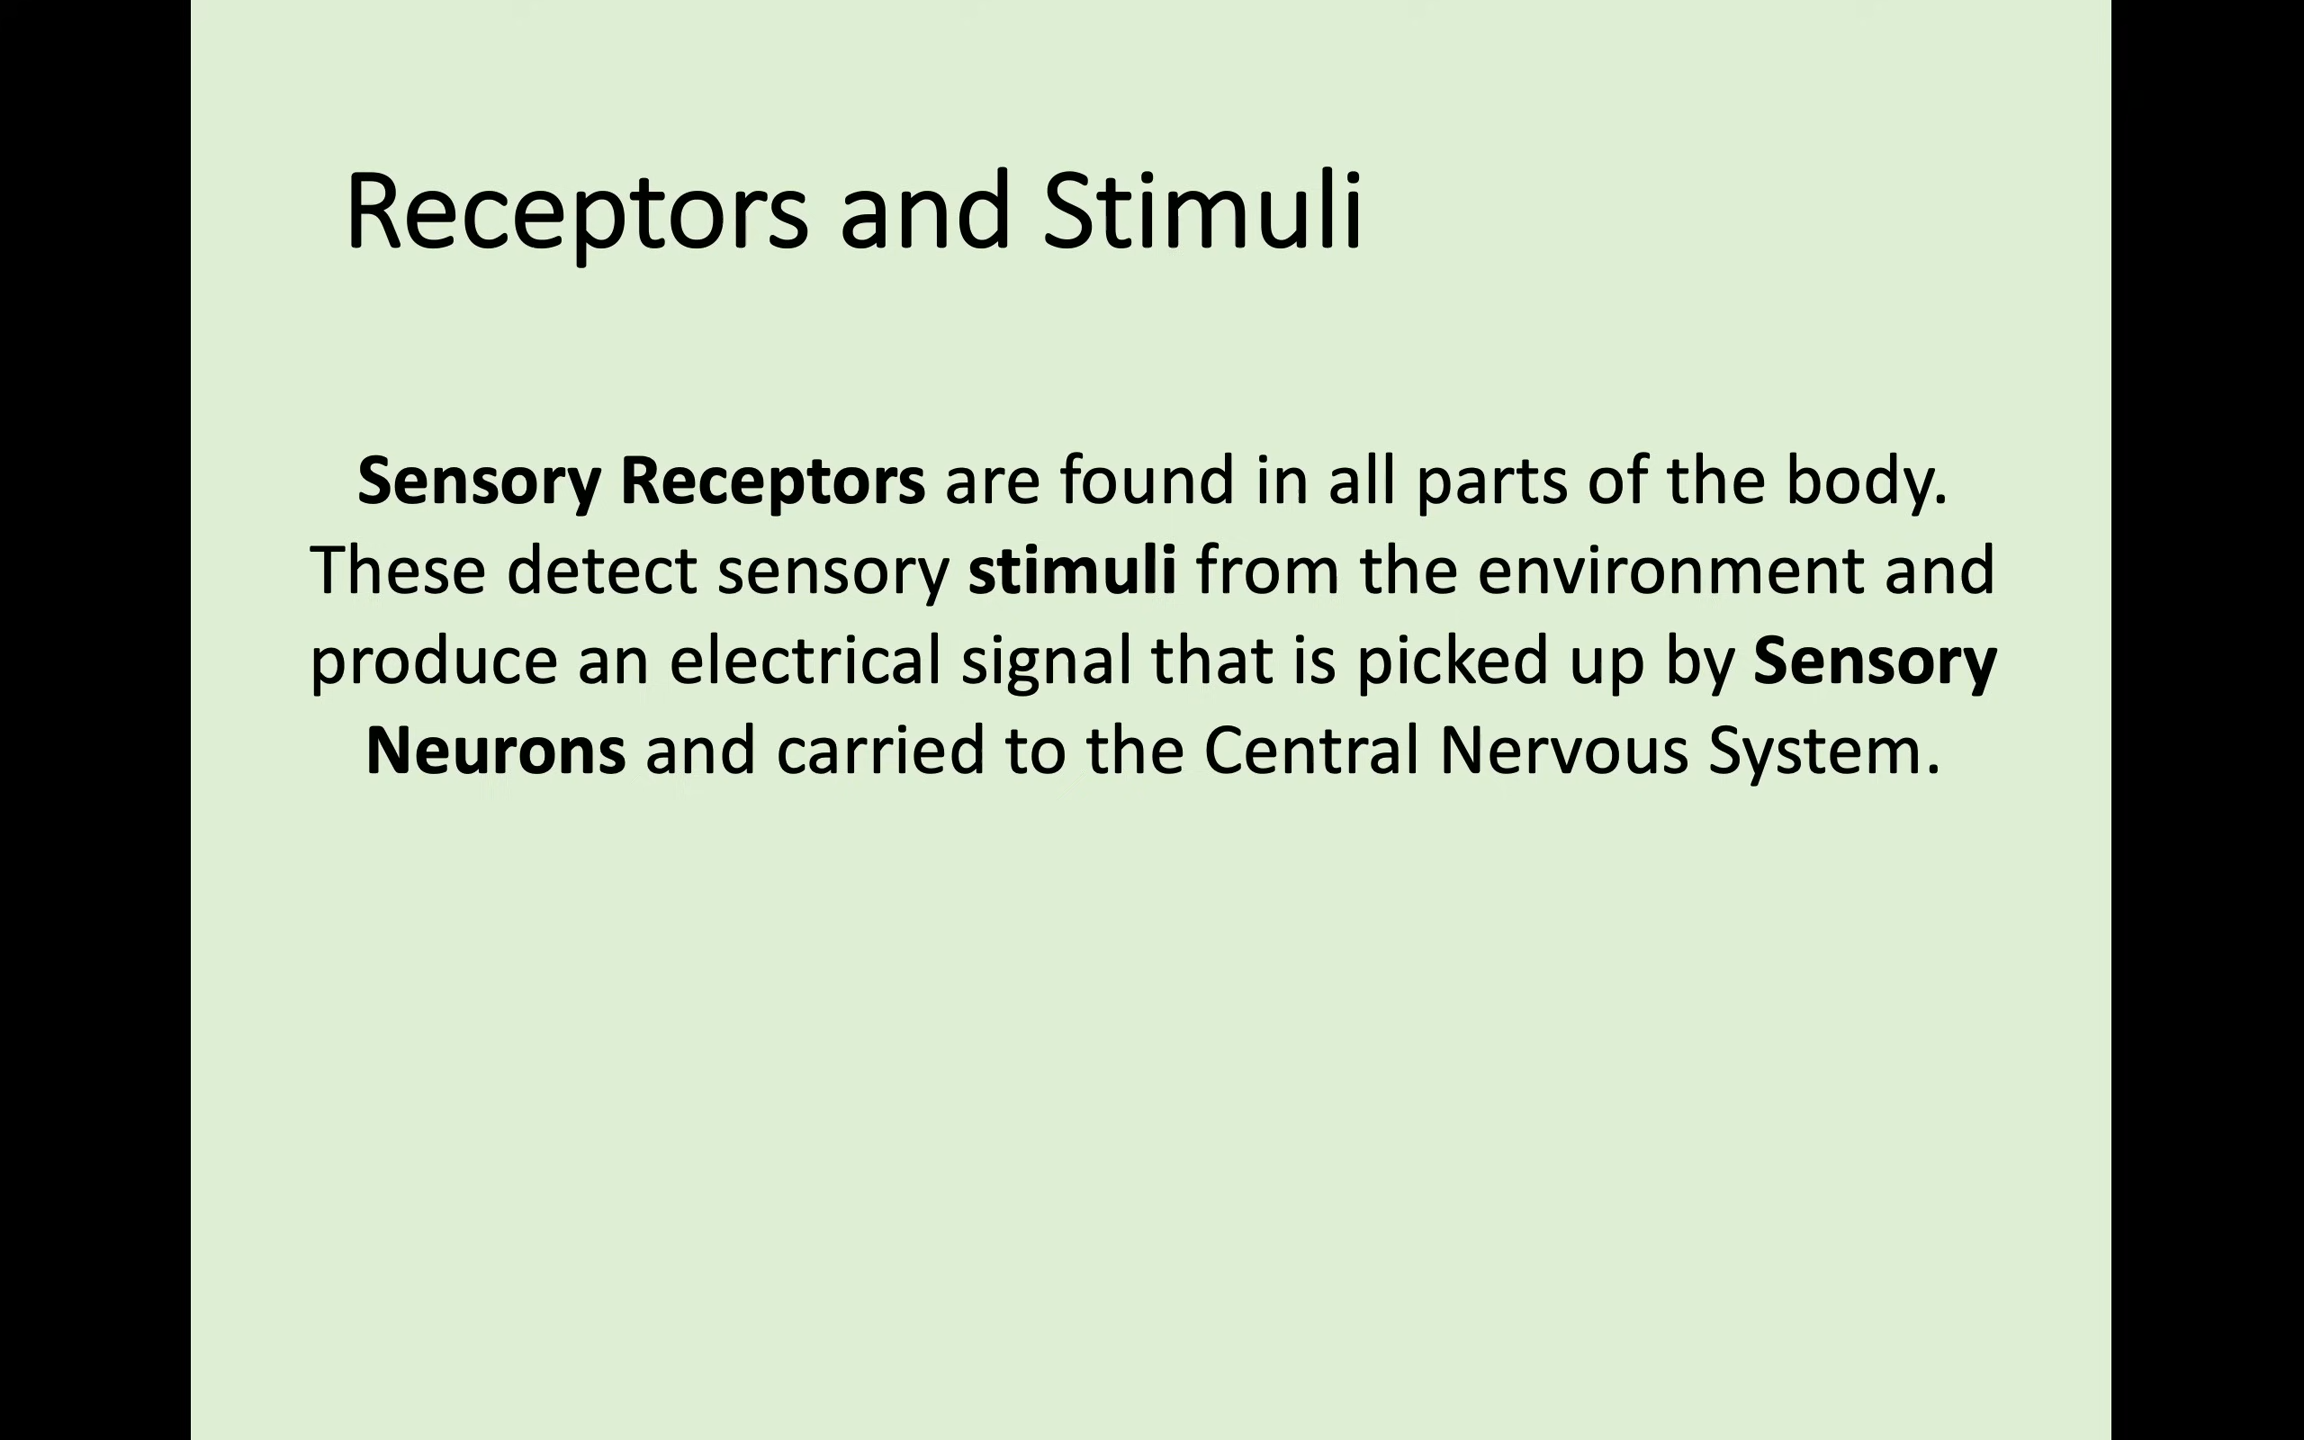 Receptors and Stimuli
Sensory Receptors are found in all parts of the body.
These detect sensory stimuli from the environment and
produce an electrical signal that is picked up by Sensory
Neurons and carried to the Central Nervous System.